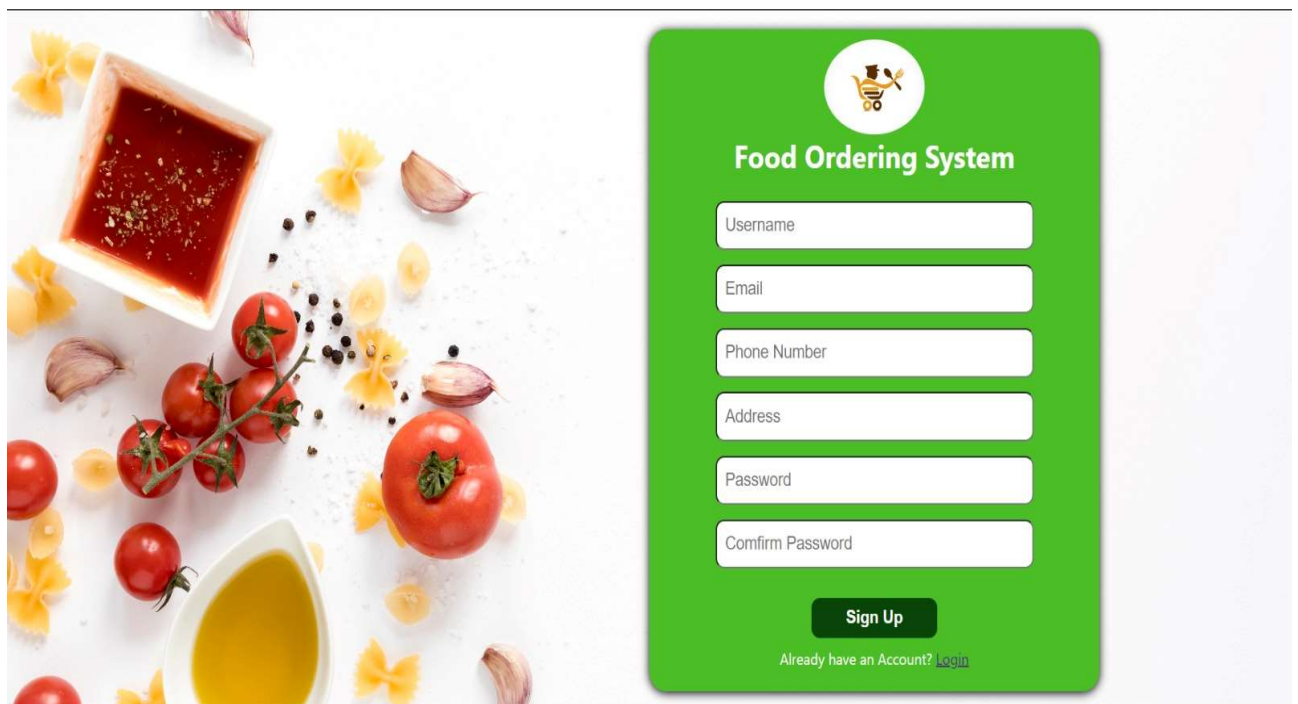 Food Ordering System
Username
Email
Phone Number
Address
Password
Comfirm Password
Sign Up
Already have an Account? Login